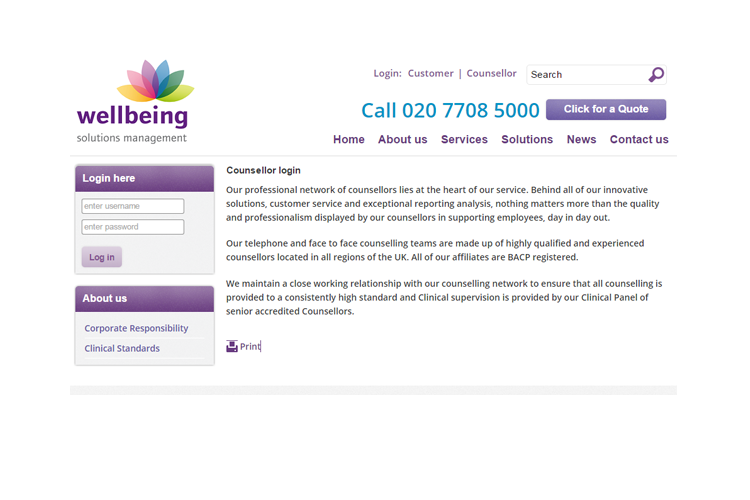 wellbeing
solutions management
Login: Customer | Counsellor
Search
Call 020 7708 5000
Click for a Quote
Home About us Services Solutions News Contact us
Login here
enter username
enter password
Log in
About us
Corporate Responsibility
Clinical Standards
Counsellor login
Our professional network of counsellors lies at the heart of our service. Behind all of our innovative
solutions, customer service and exceptional reporting analysis, nothing matters more than the quality
and professionalism displayed by our counsellors in supporting employees, day in day out.
Our telephone and face to face counselling teams are made up of highly qualified and experienced
counsellors located in all regions of the UK. All of our affiliates are BACP registered.
We maintain a close working relationship with our counselling network to ensure that all counselling is
provided to a consistently high standard and Clinical supervision is provided by our Clinical Panel of
senior accredited Counsellors.
Print